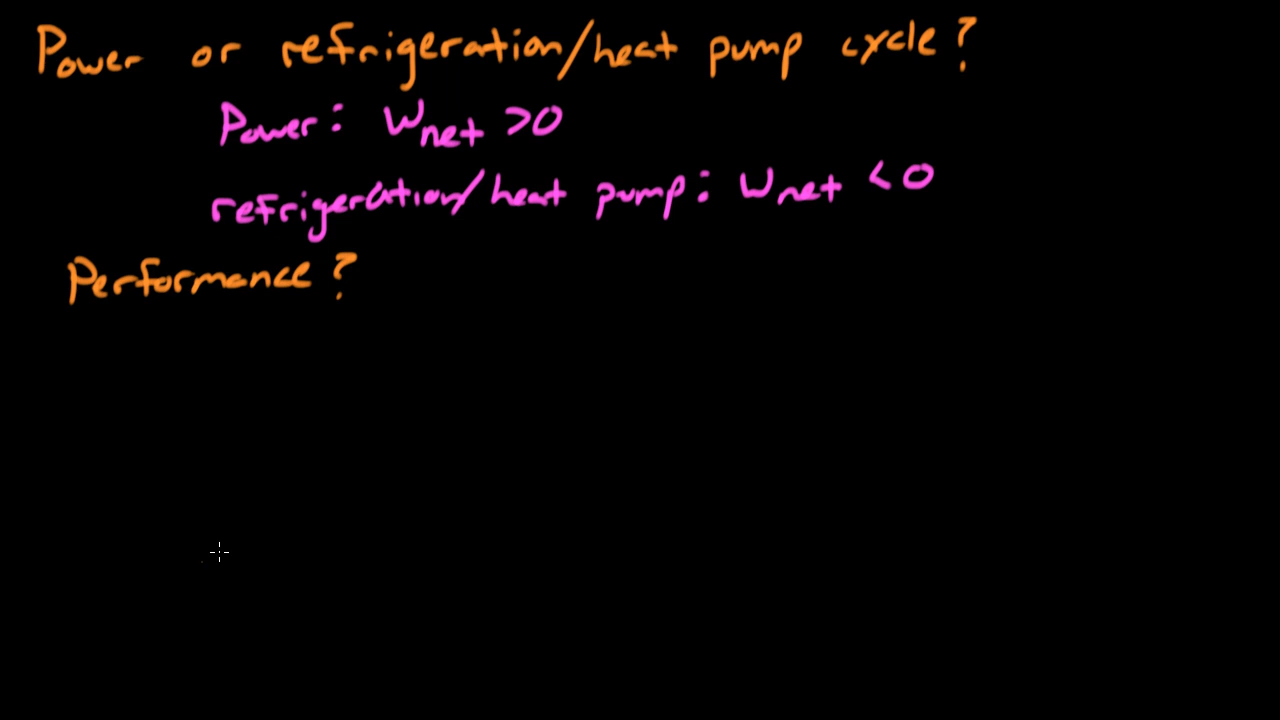 Power or refrigeration/heat pump cycle?
Power: Wnet >0
refrigeration/heat pump: Wnet < 0
Performance?